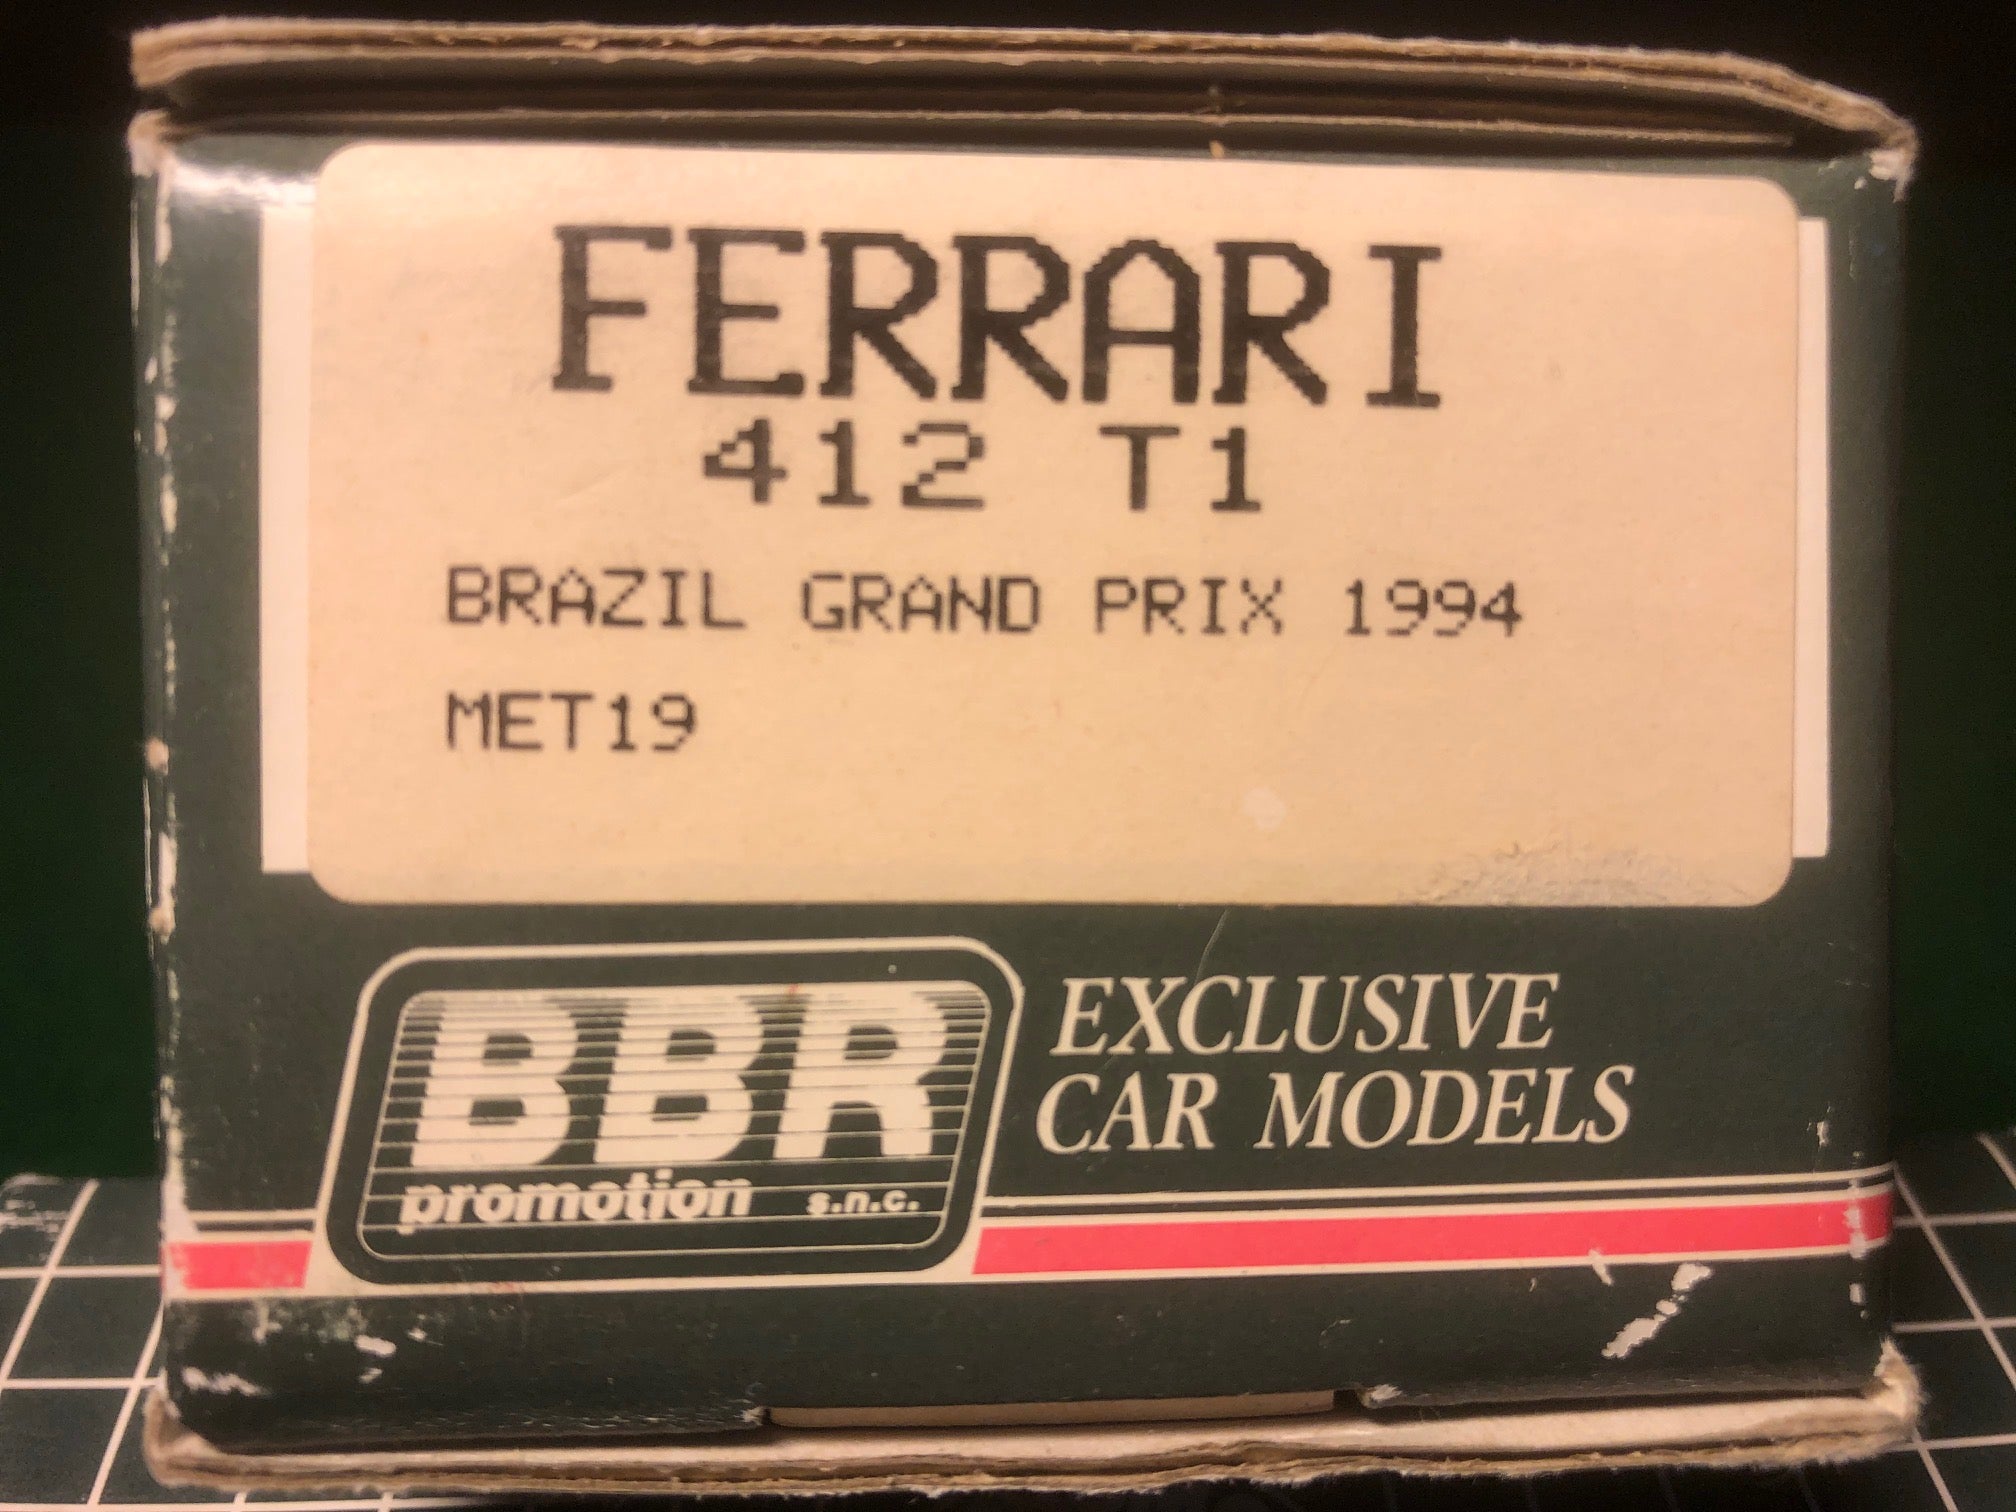 FERRARI
412 T1
BRAZIL GRAND PRIX 1994
MET19
BBR
promotion s.n.c.
EXCLUSIVE
CAR MODELS